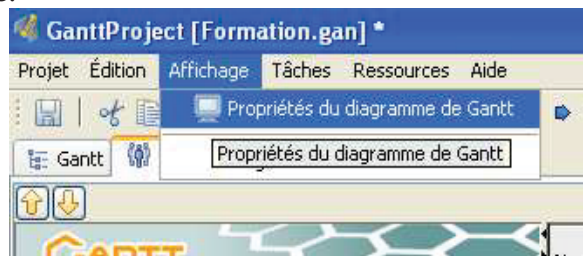 GanttProject [Formation.gan] *
Projet Édition Affichage Tâches Ressources Aide
Propriétés du diagramme de Gantt
Gantt Propriétés du diagramme de Gantt
GANTT